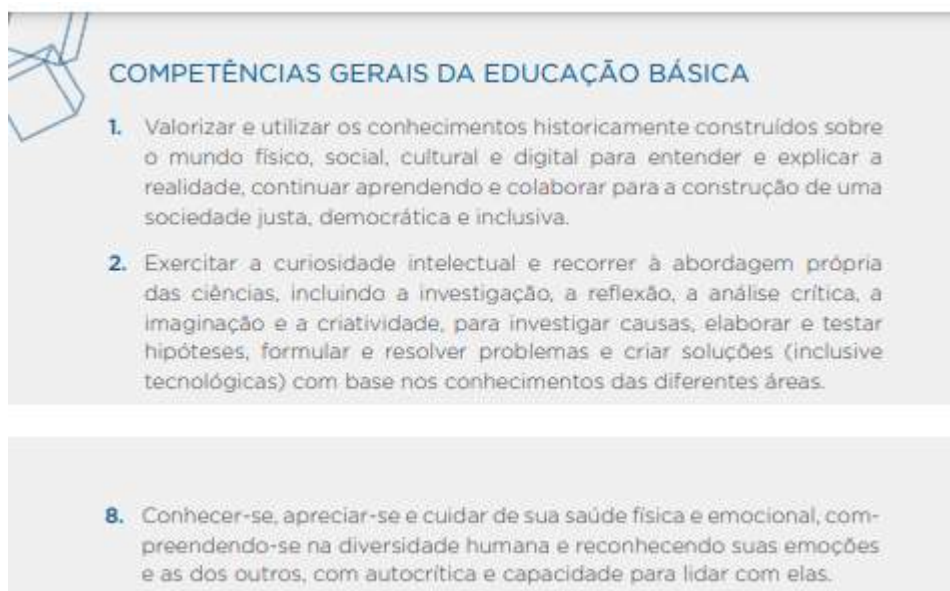 COMPETÊNCIAS GERAIS DA EDUCAÇÃO BÁSICA
1. Valorizar e utilizar os conhecimentos historicamente construídos sobre
o mundo físico, social, cultural e digital para entender e explicar a
realidade, continuar aprendendo e colaborar para a construção de uma
sociedade justa, democrática e inclusiva.
2. Exercitar a curiosidade intelectual e recorrer à abordagem própria
das ciências, incluindo a investigação, a reflexão, a análise crítica, a
imaginação e a criatividade, para investigar causas, elaborar e testar
hipóteses, formular e resolver problemas e criar soluções (inclusive
tecnológicas) com base nos conhecimentos das diferentes áreas.
8. Conhecer-se, apreciar-se e cuidar de sua saúde física e emocional, com-
preendendo-se na diversidade humana e reconhecendo suas emoções
e as dos outros, com autocrítica e capacidade para lidar com elas.